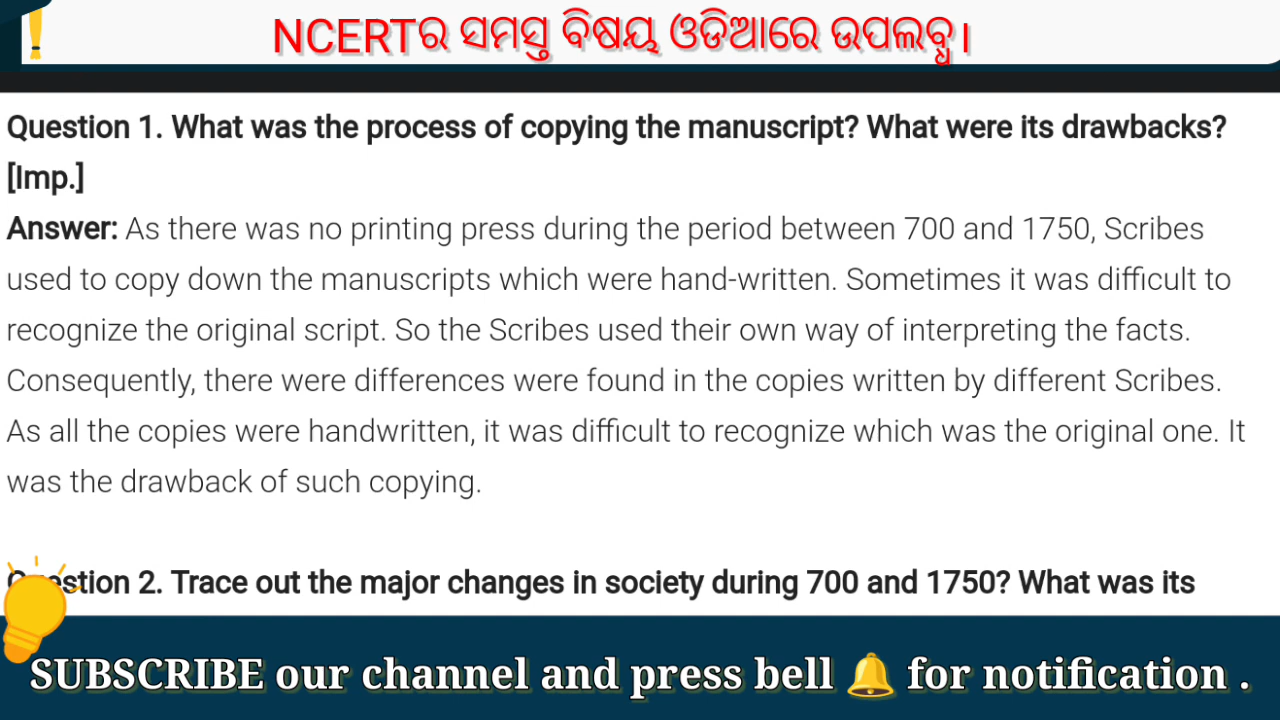 NCERTର ସମସ୍ତ ବିଷୟ ଓଡିଆରେ ଉପଲବ୍ଧ।
Question 1. What was the process of copying the manuscript? What were its drawbacks?
[Imp.]
Answer: As there was no printing press during the period between 700 and 1750, Scribes
used to copy down the manuscripts which were hand-written. Sometimes it was difficult to
recognize the original script. So the Scribes used their own way of interpreting the facts.
Consequently, there were differences were found in the copies written by different Scribes.
As all the copies were handwritten, it was difficult to recognize which was the original one. It
was the drawback of such copying.
Question 2. Trace out the major changes in society during 700 and 1750? What was its
SUBSCRIBE our channel and press bell 🔔 for notification .